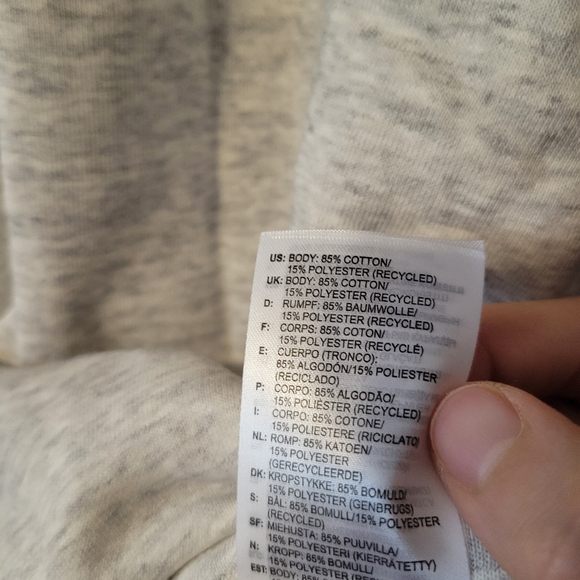 US: BODY: 85% COTTON/
15% POLYESTER (RECYCLED)
UK: BODY: 85% COTTON/
15% POLYESTER (RECYCLED)
D: RUMPF: 85% BAUMWOLLE/
15% POLYESTER (RECYCLED)
F: CORPS: 85% COTON/
15% POLYESTER (RECYCLÉ)
E: CUERPO (TRONCO):
85% ALGODÓN/15% POLIESTER
(RECICLADO)
P: CORPO: 85% ALGODÃO/
15% POLIÉSTER (RECYCLED)
I: CORPO: 85% COTONE/
15% POLIESTERE (RICICLATO)
NL: ROMP: 85% KATOEN/
15% POLYESTER
(GERECYCLEERDE)
DK: KROPSTYKKE: 85% BOMULD/
15% POLYESTER (GENBRUGS)
S: BÅL: 85% BOMULL/15% POLYESTER
(RECYCLED)
SF: MIEHUSTA: 85% PUUVILLA/
15% POLYESTERI (KIERRÄTETTY)
N: KROPP: 85% BOMULL/
15% POLYESTER
EST: BODY: 85%